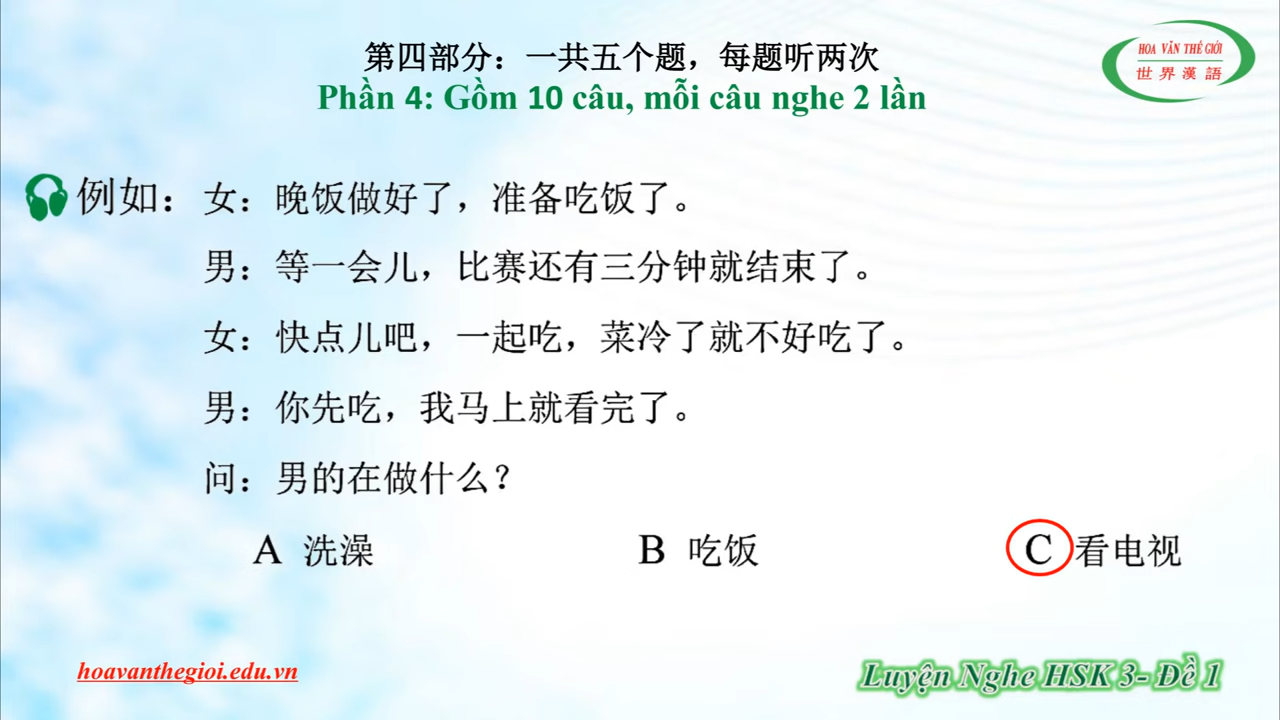 第四部分：一共五个题，每题听两次
Phần 4: Gồm 10 câu, mỗi câu nghe 2 lần
HOA VĂN THẾ GIỚI
世界漢語
例如：女：晚饭做好了，准备吃饭了。
男：等一会儿，比赛还有三分钟就结束了。
女：快点儿吧，一起吃，菜冷了就不好吃了。
男：你先吃，我马上就看完了。
问：男的在做什么？
A 洗澡 B 吃饭 C 看电视
hoavanthegioi.edu.vn
Luyện Nghe HSK 3- Đề 1